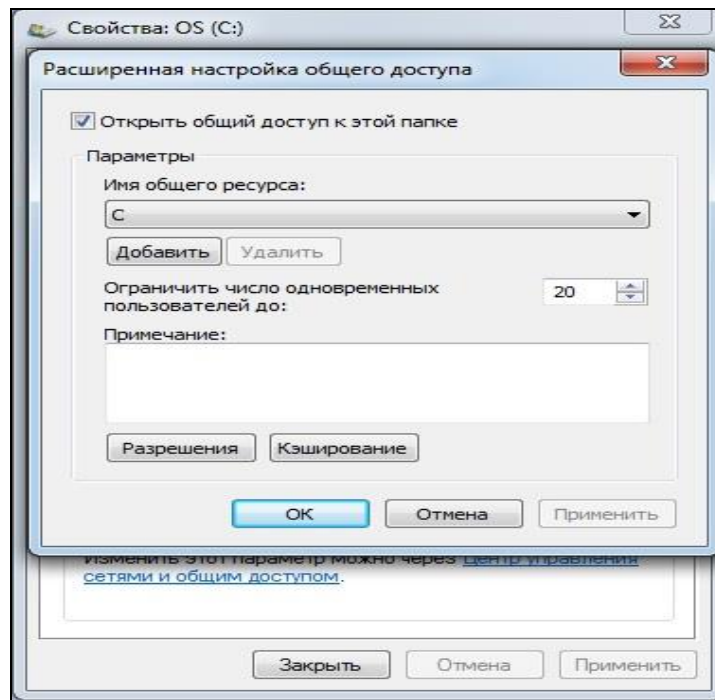 Свойства: OS (C:)
Расширенная настройка общего доступа
Открыть общий доступ к этой папке
Параметры
Имя общего ресурса:
C
Добавить Удалить
Ограничить число одновременных 20
пользователей до:
Примечание:
Разрешения Кэширование
ОК Отмена Применить
Изменить этот параметр можно через Центр управления
сетями и общим доступом.
Закрыть Отмена Применить